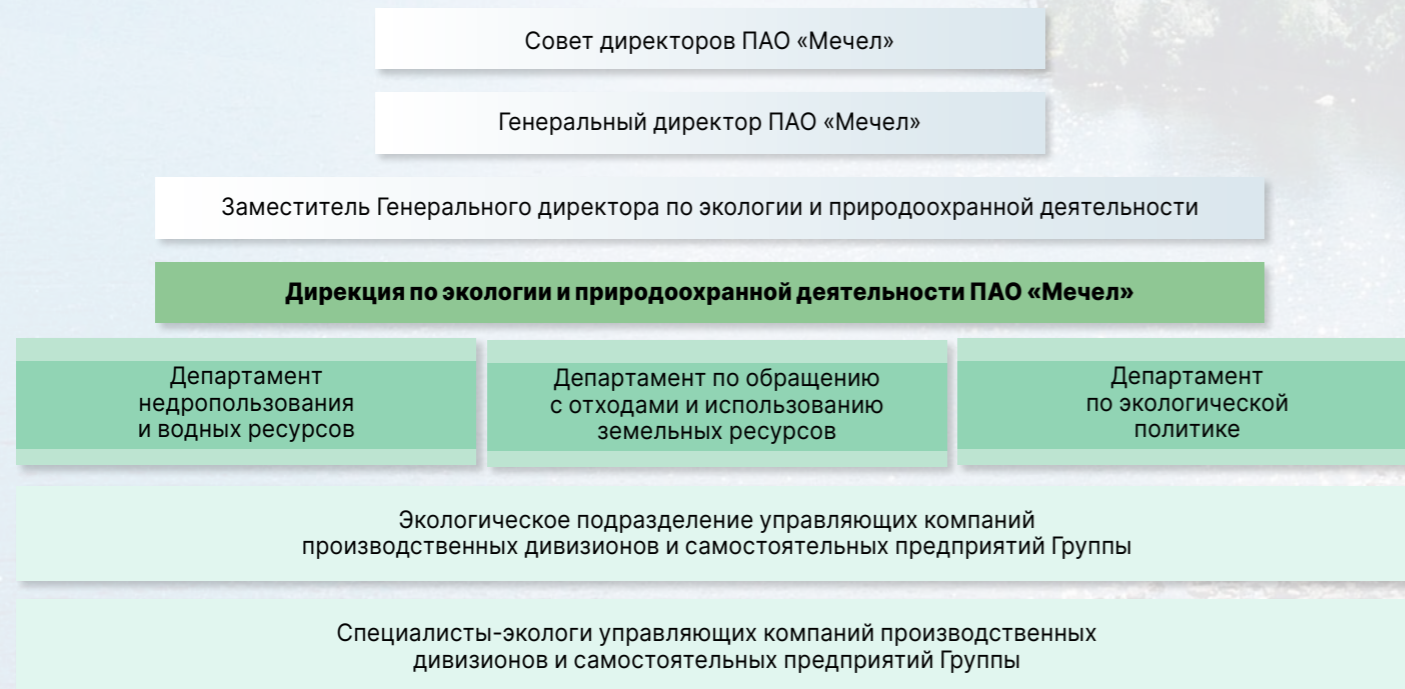 Совет директоров ПАО «Мечел»
Генеральный директор ПАО «Мечел»
Заместитель Генерального директора по экологии и природоохранной деятельности
Дирекция по экологии и природоохранной деятельности ПАО «Мечел»
Департамент
недропользования
и водных ресурсов
Департамент по обращению
с отходами и использованию
земельных ресурсов
Департамент
по экологической
политике
Экологическое подразделение управляющих компаний
производственных дивизионов и самостоятельных предприятий Группы
Специалисты-экологи управляющих компаний производственных
дивизионов и самостоятельных предприятий Группы